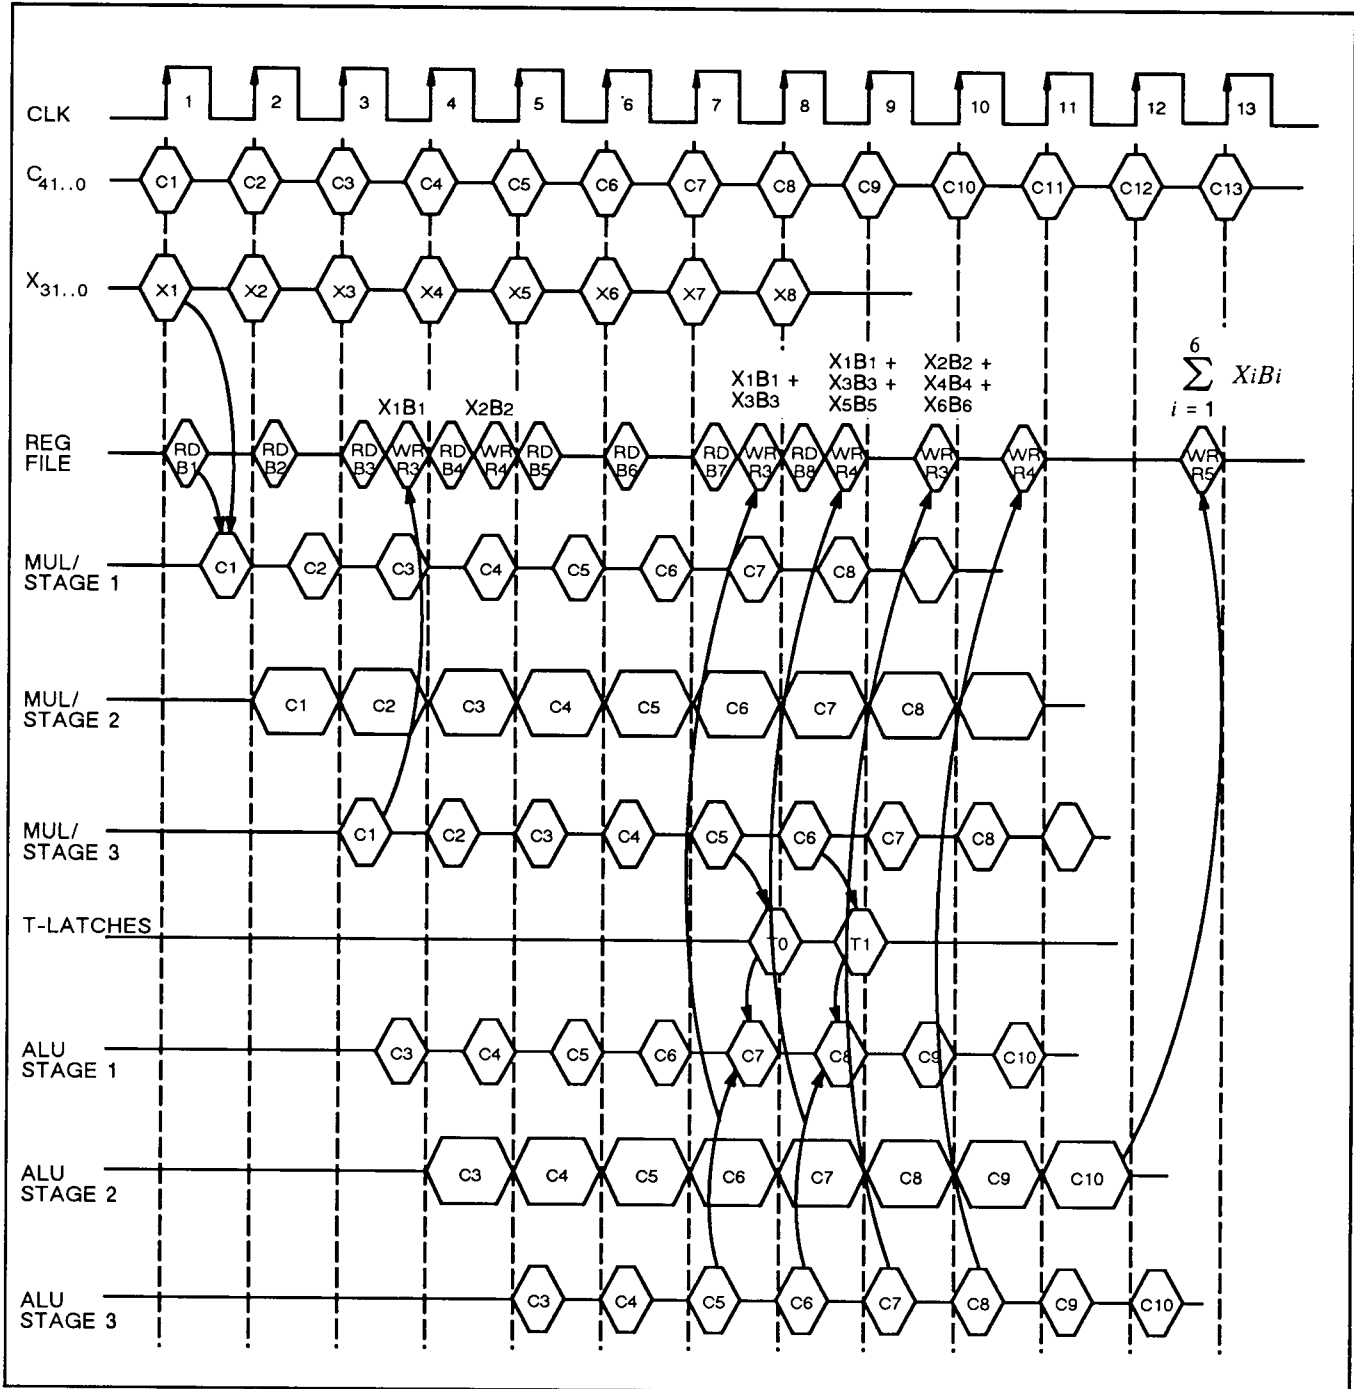 CLK 1 2 3 4 5 6 7 8 9 10 11 12 13
C41..0 C1 C2 C3 C4 C5 C6 C7 C8 C9 C10 C11 C12 C13
X31..0 X1 X2 X3 X4 X5 X6 X7 X8
X1B1
X2B2
X1B1 +
X3B3
X1B1 +
X3B3 +
X5B5
X2B2 +
X4B4 +
X6B6
6
∑ XiBi
i = 1
REG
FILE
RD
B1
RD
B2
RD
B3
WR
R3
RD
B4
WR
R4
RD
B5
RD
B6
RD
B7
WR
R3
RD
B8
WR
R4
WR
R3
WR
R4
WR
R5
MUL/
STAGE 1
C1 C2 C3 C4 C5 C6 C7 C8
MUL/
STAGE 2
C1 C2 C3 C4 C5 C6 C7 C8
MUL/
STAGE 3
C1 C2 C3 C4 C5 C6 C7 C8
T-LATCHES
T0 T1
ALU
STAGE 1
C3 C4 C5 C6 C7 C8 C9 C10
ALU
STAGE 2
C3 C4 C5 C6 C7 C8 C9 C10
ALU
STAGE 3
C3 C4 C5 C6 C7 C8 C9 C10